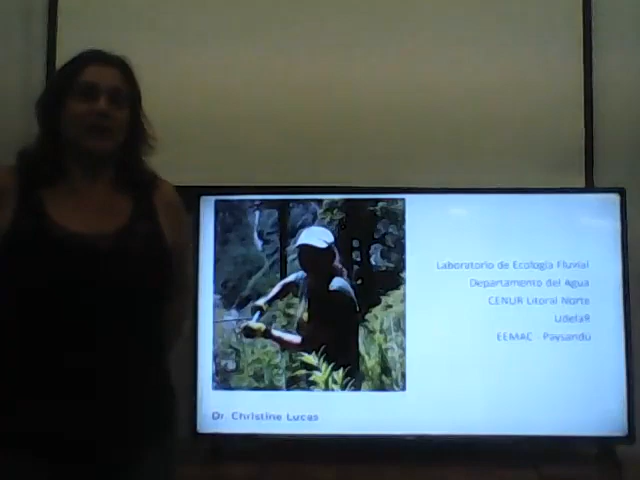 Laboratorio de Ecología Fluvial
Departamento del Agua
CENUR Litoral Norte
UdelaR
EEMAC - Paysandú
Dr. Christine Lucas